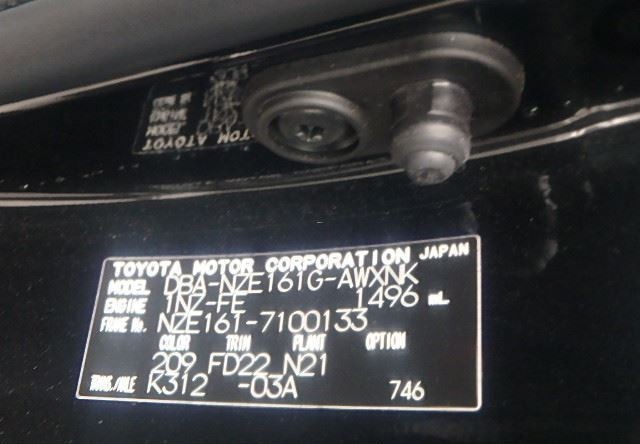 TOYOTA MOTOR CORPORATION JAPAN
MODEL DBA-NZE161G-AWXNK
ENGINE 1NZ-FE 1496 mL
FRAME No. NZE161-7100133
COLOR TRIM PLANT OPTION
209 FD22 N21
TRANS./AXLE K312 -03A 746